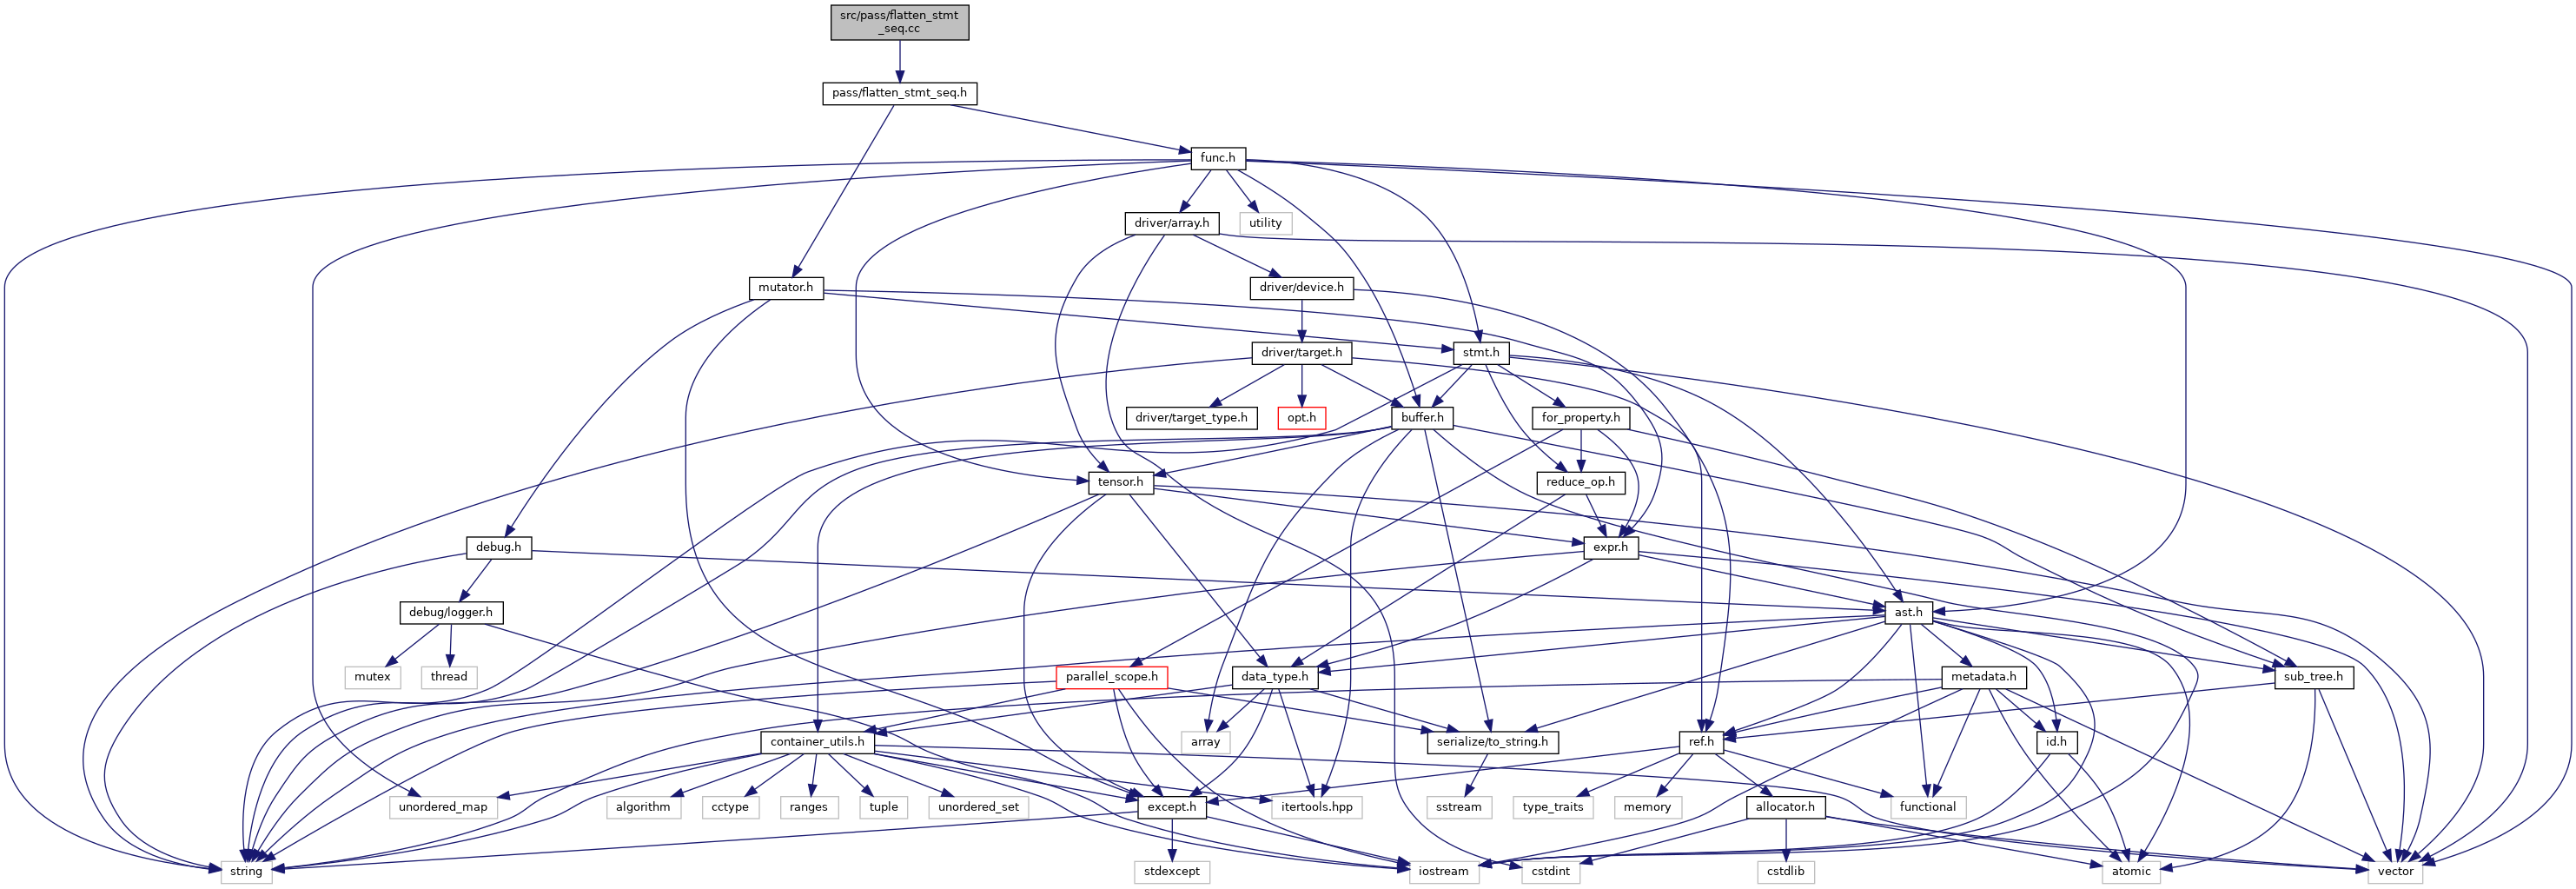 src/pass/flatten_stmt
_seq.cc
pass/flatten_stmt_seq.h
func.h
driver/array.h
utility
mutator.h
driver/device.h
driver/target.h
stmt.h
driver/target_type.h
opt.h
buffer.h
for_property.h
tensor.h
reduce_op.h
debug.h
expr.h
debug/logger.h
ast.h
mutex
thread
parallel_scope.h
data_type.h
metadata.h
sub_tree.h
container_utils.h
array
serialize/to_string.h
ref.h
id.h
unordered_map
algorithm
cctype
ranges
tuple
unordered_set
except.h
itertools.hpp
sstream
type_traits
memory
allocator.h
functional
string
stdexcept
iostream
cstdint
cstdlib
atomic
vector